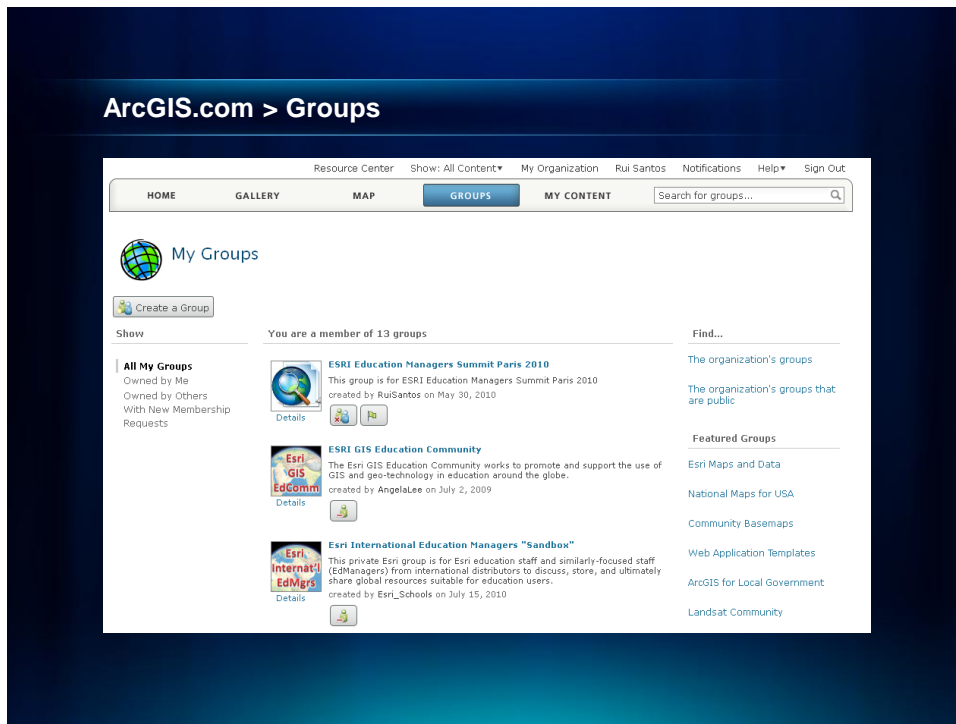 ArcGIS.com > Groups
Resource Center Show: All Content▾ My Organization Rui Santos Notifications Help▾ Sign Out
HOME GALLERY MAP GROUPS MY CONTENT Search for groups...
My Groups
Create a Group
Show
All My Groups
Owned by Me
Owned by Others
With New Membership
Requests
You are a member of 13 groups
ESRI Education Managers Summit Paris 2010
This group is for ESRI Education Managers Summit Paris 2010
created by RuiSantos on May 30, 2010
Details
Esri
GIS
EdComm
ESRI GIS Education Community
The Esri GIS Education Community works to promote and support the use of
GIS and geo-technology in education around the globe.
created by AngelaLee on July 2, 2009
Details
Esri
Internat'l
EdMgrs
Esri International Education Managers "Sandbox"
This private Esri group is for Esri education staff and similarly-focused staff
(EdManagers) from international distributors to discuss, store, and ultimately
share global resources suitable for education users.
created by Esri_Schools on July 15, 2010
Details
Find...
The organization's groups
The organization's groups that
are public
Featured Groups
Esri Maps and Data
National Maps for USA
Community Basemaps
Web Application Templates
ArcGIS for Local Government
Landsat Community